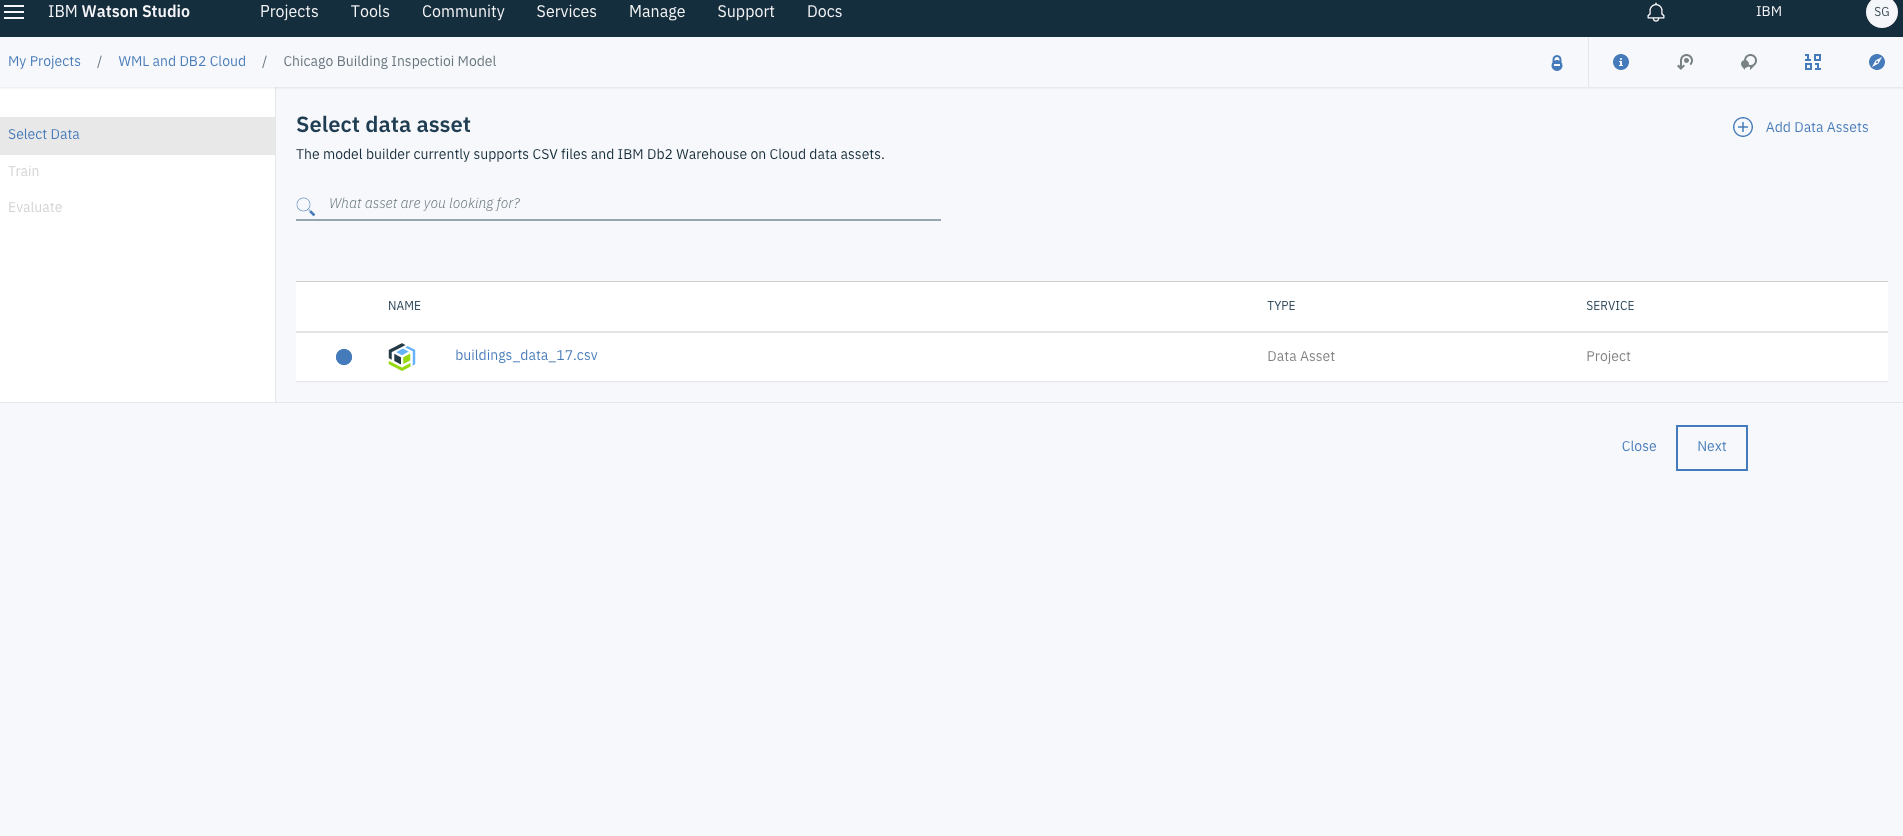 IBM Watson Studio Projects Tools Community Services Manage Support Docs IBM SG
My Projects / WML and DB2 Cloud / Chicago Building Inspectioi Model
Select Data
Train
Evaluate
Select data asset
Add Data Assets
The model builder currently supports CSV files and IBM Db2 Warehouse on Cloud data assets.
What asset are you looking for?
NAME TYPE SERVICE
buildings_data_17.csv Data Asset Project
Close Next